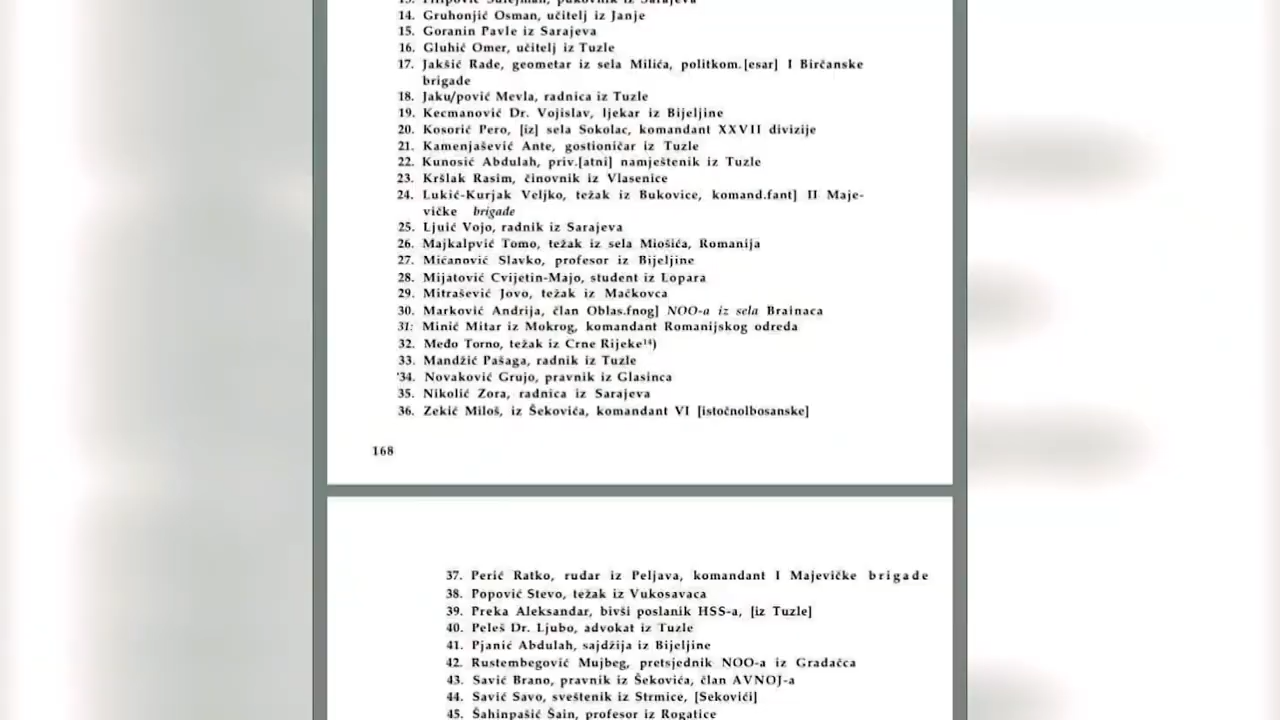 13. Filipović Sulejman, pukovnik iz Sarajeva
14. Gruhonjić Osman, učitelj iz Janje
15. Goranin Pavle iz Sarajeva
16. Gluhić Omer, učitelj iz Tuzle
17. Jakšić Rade, geometar iz sela Milića, politkom.[esar] I Birčanske
brigade
18. Jaku/pović Mevla, radnica iz Tuzle
19. Kecmanović Dr. Vojislav, ljekar iz Bijeljine
20. Kosorić Pero, [iz] sela Sokolac, komandant XXVII divizije
21. Kamenjašević Ante, gostioničar iz Tuzle
22. Kunosić Abdulah, priv.[atni] namještenik iz Tuzle
23. Kršlak Rasim, činovnik iz Vlasenice
24. Lukić-Kurjak Veljko, težak iz Bukovice, komand.fant] II Maje-
vičke brigade
25. Ljuić Vojo, radnik iz Sarajeva
26. Majkalpvić Tomo, težak iz sela Miošića, Romanija
27. Mićanović Slavko, profesor iz Bijeljine
28. Mijatović Cvijetin-Majo, student iz Lopara
29. Mitrašević Jovo, težak iz Mačkovca
30. Marković Andrija, član Oblas.fnog] NOO-a iz sela Brainaca
31: Minić Mitar iz Mokrog, komandant Romanijskog odreda
32. Međo Torno, težak iz Crne Rijeke¹⁴)
33. Mandžić Pašaga, radnik iz Tuzle
'34. Novaković Grujo, pravnik iz Glasinca
35. Nikolić Zora, radnica iz Sarajeva
36. Zekić Miloš, iz Šekovića, komandant VI [istočnolbosanske]
168
37. Perić Ratko, rudar iz Peljava, komandant I Majevičke brigade
38. Popović Stevo, težak iz Vukosavaca
39. Preka Aleksandar, bivši poslanik HSS-a, [iz Tuzle]
40. Peleš Dr. Ljubo, advokat iz Tuzle
41. Pjanić Abdulah, sajdžija iz Bijeljine
42. Rustembegović Mujbeg, pretsjednik NOO-a iz Gradačca
43. Savić Brano, pravnik iz Šekovića, član AVNOJ-a
44. Savić Savo, sveštenik iz Strmice, [Sekovići]
45. Šahinpašić Šain, profesor iz Rogatice